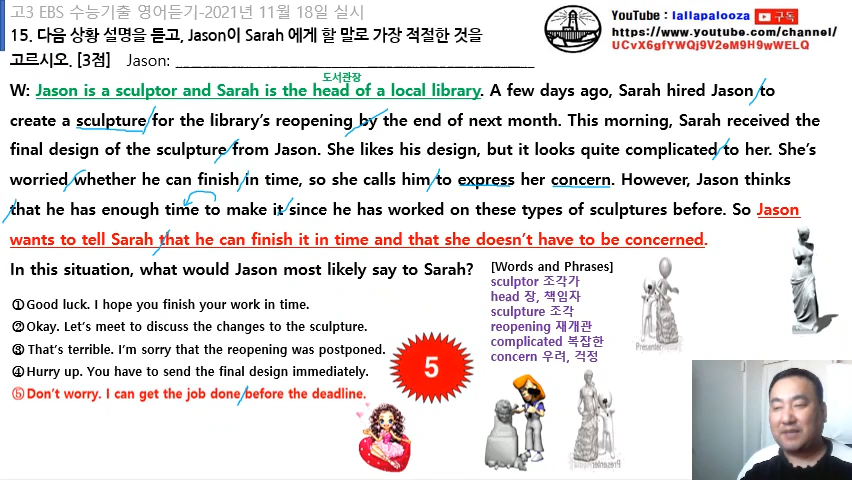 고3 EBS 수능기출 영어듣기-2021년 11월 18일 실시
YouTube : lallapalooza 구독
https://www.youtube.com/channel/
UCvX6gfYWQj9V2eM9H9wWELQ
15. 다음 상황 설명을 듣고, Jason이 Sarah 에게 할 말로 가장 적절한 것을
고르시오. [3점] Jason: ______________________________
도서관장
W: Jason is a sculptor and Sarah is the head of a local library. A few days ago, Sarah hired Jason to
create a sculpture for the library's reopening by the end of next month. This morning, Sarah received the
final design of the sculpture from Jason. She likes his design, but it looks quite complicated to her. She's
worried whether he can finish in time, so she calls him to express her concern. However, Jason thinks
that he has enough time to make it since he has worked on these types of sculptures before. So Jason
wants to tell Sarah that he can finish it in time and that she doesn't have to be concerned.
In this situation, what would Jason most likely say to Sarah?
① Good luck. I hope you finish your work in time.
② Okay. Let's meet to discuss the changes to the sculpture.
③ That's terrible. I'm sorry that the reopening was postponed.
④ Hurry up. You have to send the final design immediately.
⑤ Don't worry. I can get the job done before the deadline.
5
[Words and Phrases]
sculptor 조각가
head 장, 책임자
sculpture 조각
reopening 재개관
complicated 복잡한
concern 우려, 걱정